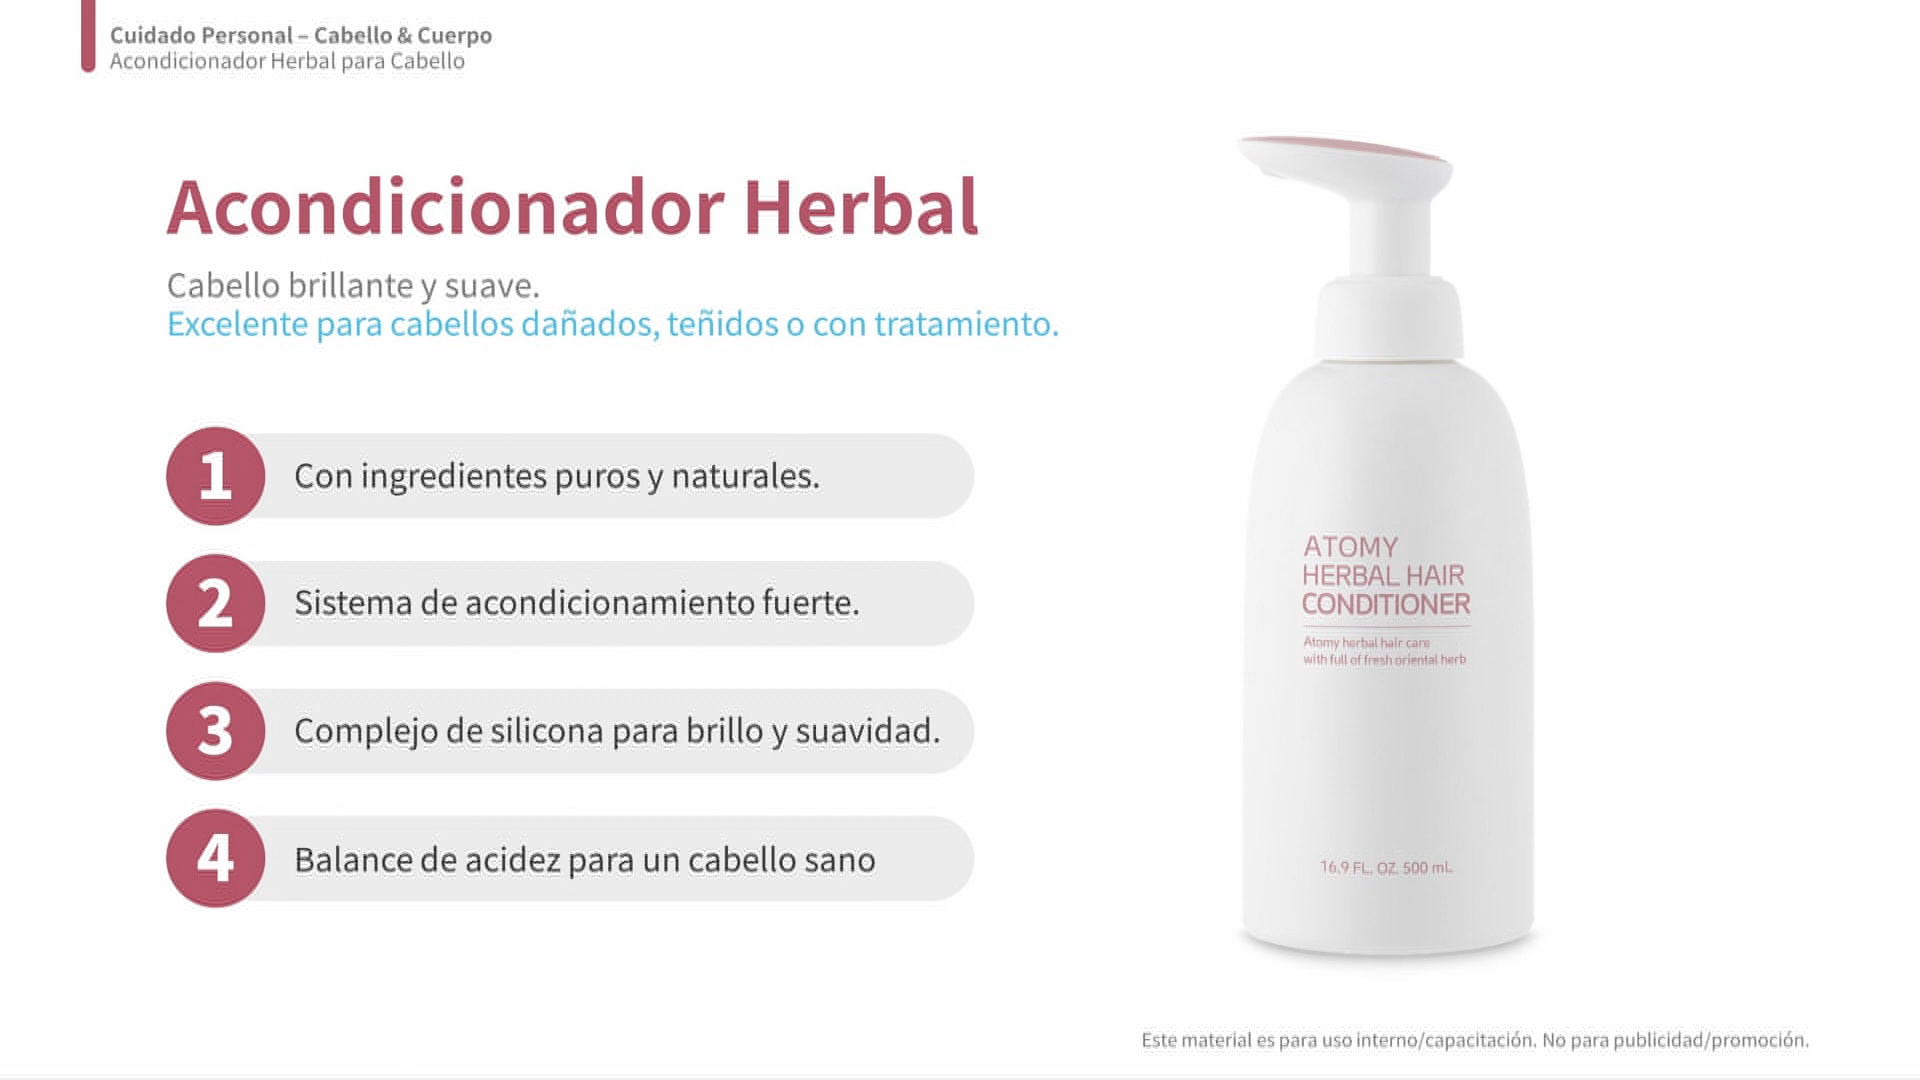 Cuidado Personal – Cabello & Cuerpo
Acondicionador Herbal para Cabello
Acondicionador Herbal
Cabello brillante y suave.
Excelente para cabellos dañados, teñidos o con tratamiento.
1 Con ingredientes puros y naturales.
2 Sistema de acondicionamiento fuerte.
3 Complejo de silicona para brillo y suavidad.
4 Balance de acidez para un cabello sano
ATOMY
HERBAL HAIR
CONDITIONER
Atomy herbal hair care
with full of fresh oriental herb
16.9 FL. OZ. 500 mL
Este material es para uso interno/capacitación. No para publicidad/promoción.